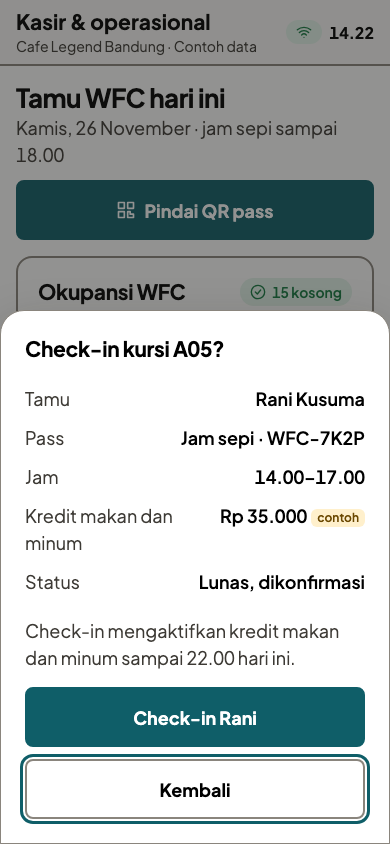 Kasir & operasional
Cafe Legend Bandung · Contoh data
14.22
Tamu WFC hari ini
Kamis, 26 November · jam sepi sampai
18.00
Pindai QR pass
Okupansi WFC
15 kosong
Check-in kursi A05?
Tamu Rani Kusuma
Pass Jam sepi · WFC-7K2P
Jam 14.00–17.00
Kredit makan dan Rp 35.000 contoh
minum
Status Lunas, dikonfirmasi
Check-in mengaktifkan kredit makan
dan minum sampai 22.00 hari ini.
Check-in Rani
Kembali